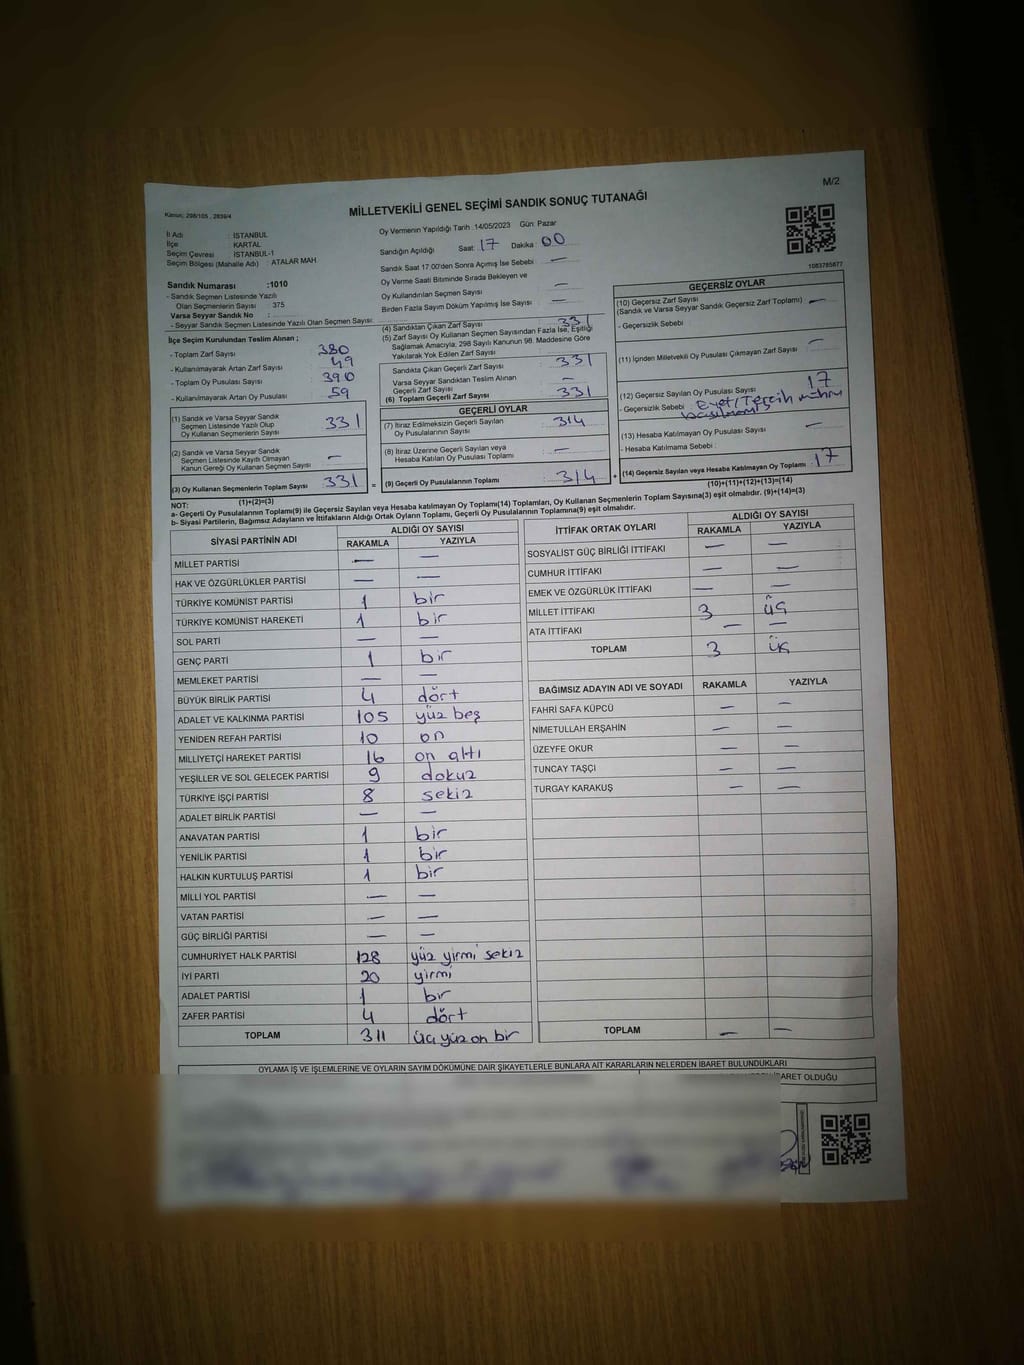 M/2
Kanun: 298/105 , 2839/4
MİLLETVEKİLİ GENEL SEÇİMİ SANDIK SONUÇ TUTANAĞI
İl Adı : İSTANBUL
İlçe : KARTAL
Seçim Çevresi : İSTANBUL-1
Seçim Bölgesi (Mahalle Adı) : ATALAR MAH.
Sandık Numarası :1010
- Sandık Seçmen Listesinde Yazılı
Olan Seçmenlerin Sayısı 375
Varsa Seyyar Sandık No :
- Seyyar Sandık Seçmen Listesinde Yazılı Olan Seçmen Sayısı:
Oy Vermenin Yapıldığı Tarih : 14/05/2023 Gün: Pazar
Sandığın Açıldığı Saat: 17 Dakika: 00
Sandık Saat 17:00'den Sonra Açımış İse Sebebi : —
Oy Verme Saati Bitiminde Sırada Bekleyen ve
Oy Kullandırılan Seçmen Sayısı : —
Birden Fazla Sayım Döküm Yapılmış İse Sayısı : —
1083785677
İlçe Seçim Kurulundan Teslim Alınan ;
- Toplam Zarf Sayısı : 380
- Kullanılmayarak Artan Zarf Sayısı : 49
- Toplam Oy Pusulası Sayısı : 390
- Kullanılmayarak Artan Oy Pusulası : 59
(1) Sandık ve Varsa Seyyar Sandık
Seçmen Listesinde Yazılı Olup
Oy Kullanan Seçmenlerin Sayısı : 331
(2) Sandık ve Varsa Seyyar Sandık
Seçmen Listesinde Kayıtlı Olmayan
Kanun Gereği Oy Kullanan Seçmen Sayısı : —
(3) Oy Kullanan Seçmenlerin Toplam Sayısı : 331
(1)+(2)=(3)
(4) Sandıktan Çıkan Zarf Sayısı : 331
(5) Zarf Sayısı Oy Kullanan Seçmen Sayısından Fazla İse, Eşitliği
Sağlamak Amacıyla, 298 Sayılı Kanunun 98. Maddesine Göre
Yakılarak Yok Edilen Zarf Sayısı
Sandıkta Çıkan Geçerli Zarf Sayısı : 331
Varsa Seyyar Sandıktan Teslim Alınan
Geçerli Zarf Sayısı : —
(6) Toplam Geçerli Zarf Sayısı : 331
GEÇERLİ OYLAR
(7) İtiraz Edilmeksizin Geçerli Sayılan
Oy Pusulalarının Sayısı : 314
(8) İtiraz Üzerine Geçerli Sayılan veya
Hesaba Katılan Oy Pusulası Toplamı : —
(9) Geçerli Oy Pusulalarının Toplamı : 314
GEÇERSİZ OYLAR
(10) Geçersiz Zarf Sayısı : —
(Sandık ve Varsa Seyyar Sandık Geçersiz Zarf Toplamı)
- Geçersizlik Sebebi :
(11) İçinden Milletvekili Oy Pusulası Çıkmayan Zarf Sayısı : —
(12) Geçersiz Sayılan Oy Pusulası Sayısı : 17
- Geçersizlik Sebebi : Evet/Tercih mührü
basılmamış
(13) Hesaba Katılmayan Oy Pusulası Sayısı : —
- Hesaba Katılmama Sebebi :
(14) Geçersiz Sayılan veya Hesaba Katılmayan Oy Toplamı : 17
(10)+(11)+(12)+(13)=(14)
NOT:
a- Geçerli Oy Pusulalarının Toplamı(9) ile Geçersiz Sayılan veya Hesaba katılmayan Oy Toplamı(14) Toplamları, Oy Kullanan Seçmenlerin Toplam Sayısına(3) eşit olmalıdır. (9)+(14)=(3)
b- Siyasi Partilerin, Bağımsız Adayların ve İttifakların Aldığı Ortak Oyların Toplamı, Geçerli Oy Pusulalarının Toplamına(9) eşit olmalıdır.
SİYASİ PARTİNİN ADI ALDIĞI OY SAYISI
RAKAMLA YAZIYLA
MİLLET PARTİSİ — —
HAK VE ÖZGÜRLÜKLER PARTİSİ — —
TÜRKİYE KOMÜNİST PARTİSİ 1 bir
TÜRKİYE KOMÜNİST HAREKETİ 1 bir
SOL PARTİ — —
GENÇ PARTİ 1 bir
MEMLEKET PARTİSİ — —
BÜYÜK BİRLİK PARTİSİ 4 dört
ADALET VE KALKINMA PARTİSİ 105 yüz beş
YENİDEN REFAH PARTİSİ 10 on
MİLLİYETÇİ HAREKET PARTİSİ 16 on altı
YEŞİLLER VE SOL GELECEK PARTİSİ 9 dokuz
TÜRKİYE İŞÇİ PARTİSİ 8 sekiz
ADALET BİRLİK PARTİSİ — —
ANAVATAN PARTİSİ 1 bir
YENİLİK PARTİSİ 1 bir
HALKIN KURTULUŞ PARTİSİ 1 bir
MİLLİ YOL PARTİSİ — —
VATAN PARTİSİ — —
GÜÇ BİRLİĞİ PARTİSİ — —
CUMHURİYET HALK PARTİSİ 128 yüz yirmi sekiz
İYİ PARTİ 20 yirmi
ADALET PARTİSİ 1 bir
ZAFER PARTİSİ 4 dört
TOPLAM 311 üç yüz on bir
İTTİFAK ORTAK OYLARI ALDIĞI OY SAYISI
RAKAMLA YAZIYLA
SOSYALİST GÜÇ BİRLİĞİ İTTİFAKI — —
CUMHUR İTTİFAKI — —
EMEK VE ÖZGÜRLÜK İTTİFAKI — —
MİLLET İTTİFAKI 3 üç
ATA İTTİFAKI — —
TOPLAM 3 üç
BAĞIMSIZ ADAYIN ADI VE SOYADI RAKAMLA YAZIYLA
FAHRİ SAFA KÜPCÜ — —
NİMETULLAH ERŞAHİN — —
ÜZEYFE OKUR — —
TUNCAY TAŞÇI — —
TURGAY KARAKUŞ — —
TOPLAM — —
OYLAMA İŞ VE İŞLEMLERİNE VE OYLARIN SAYIM DÖKÜMÜNE DAİR ŞİKAYETLERLE BUNLARA AİT KARARLARIN NELERDEN İBARET BULUNDUKLARI
İBARET OLDUĞU